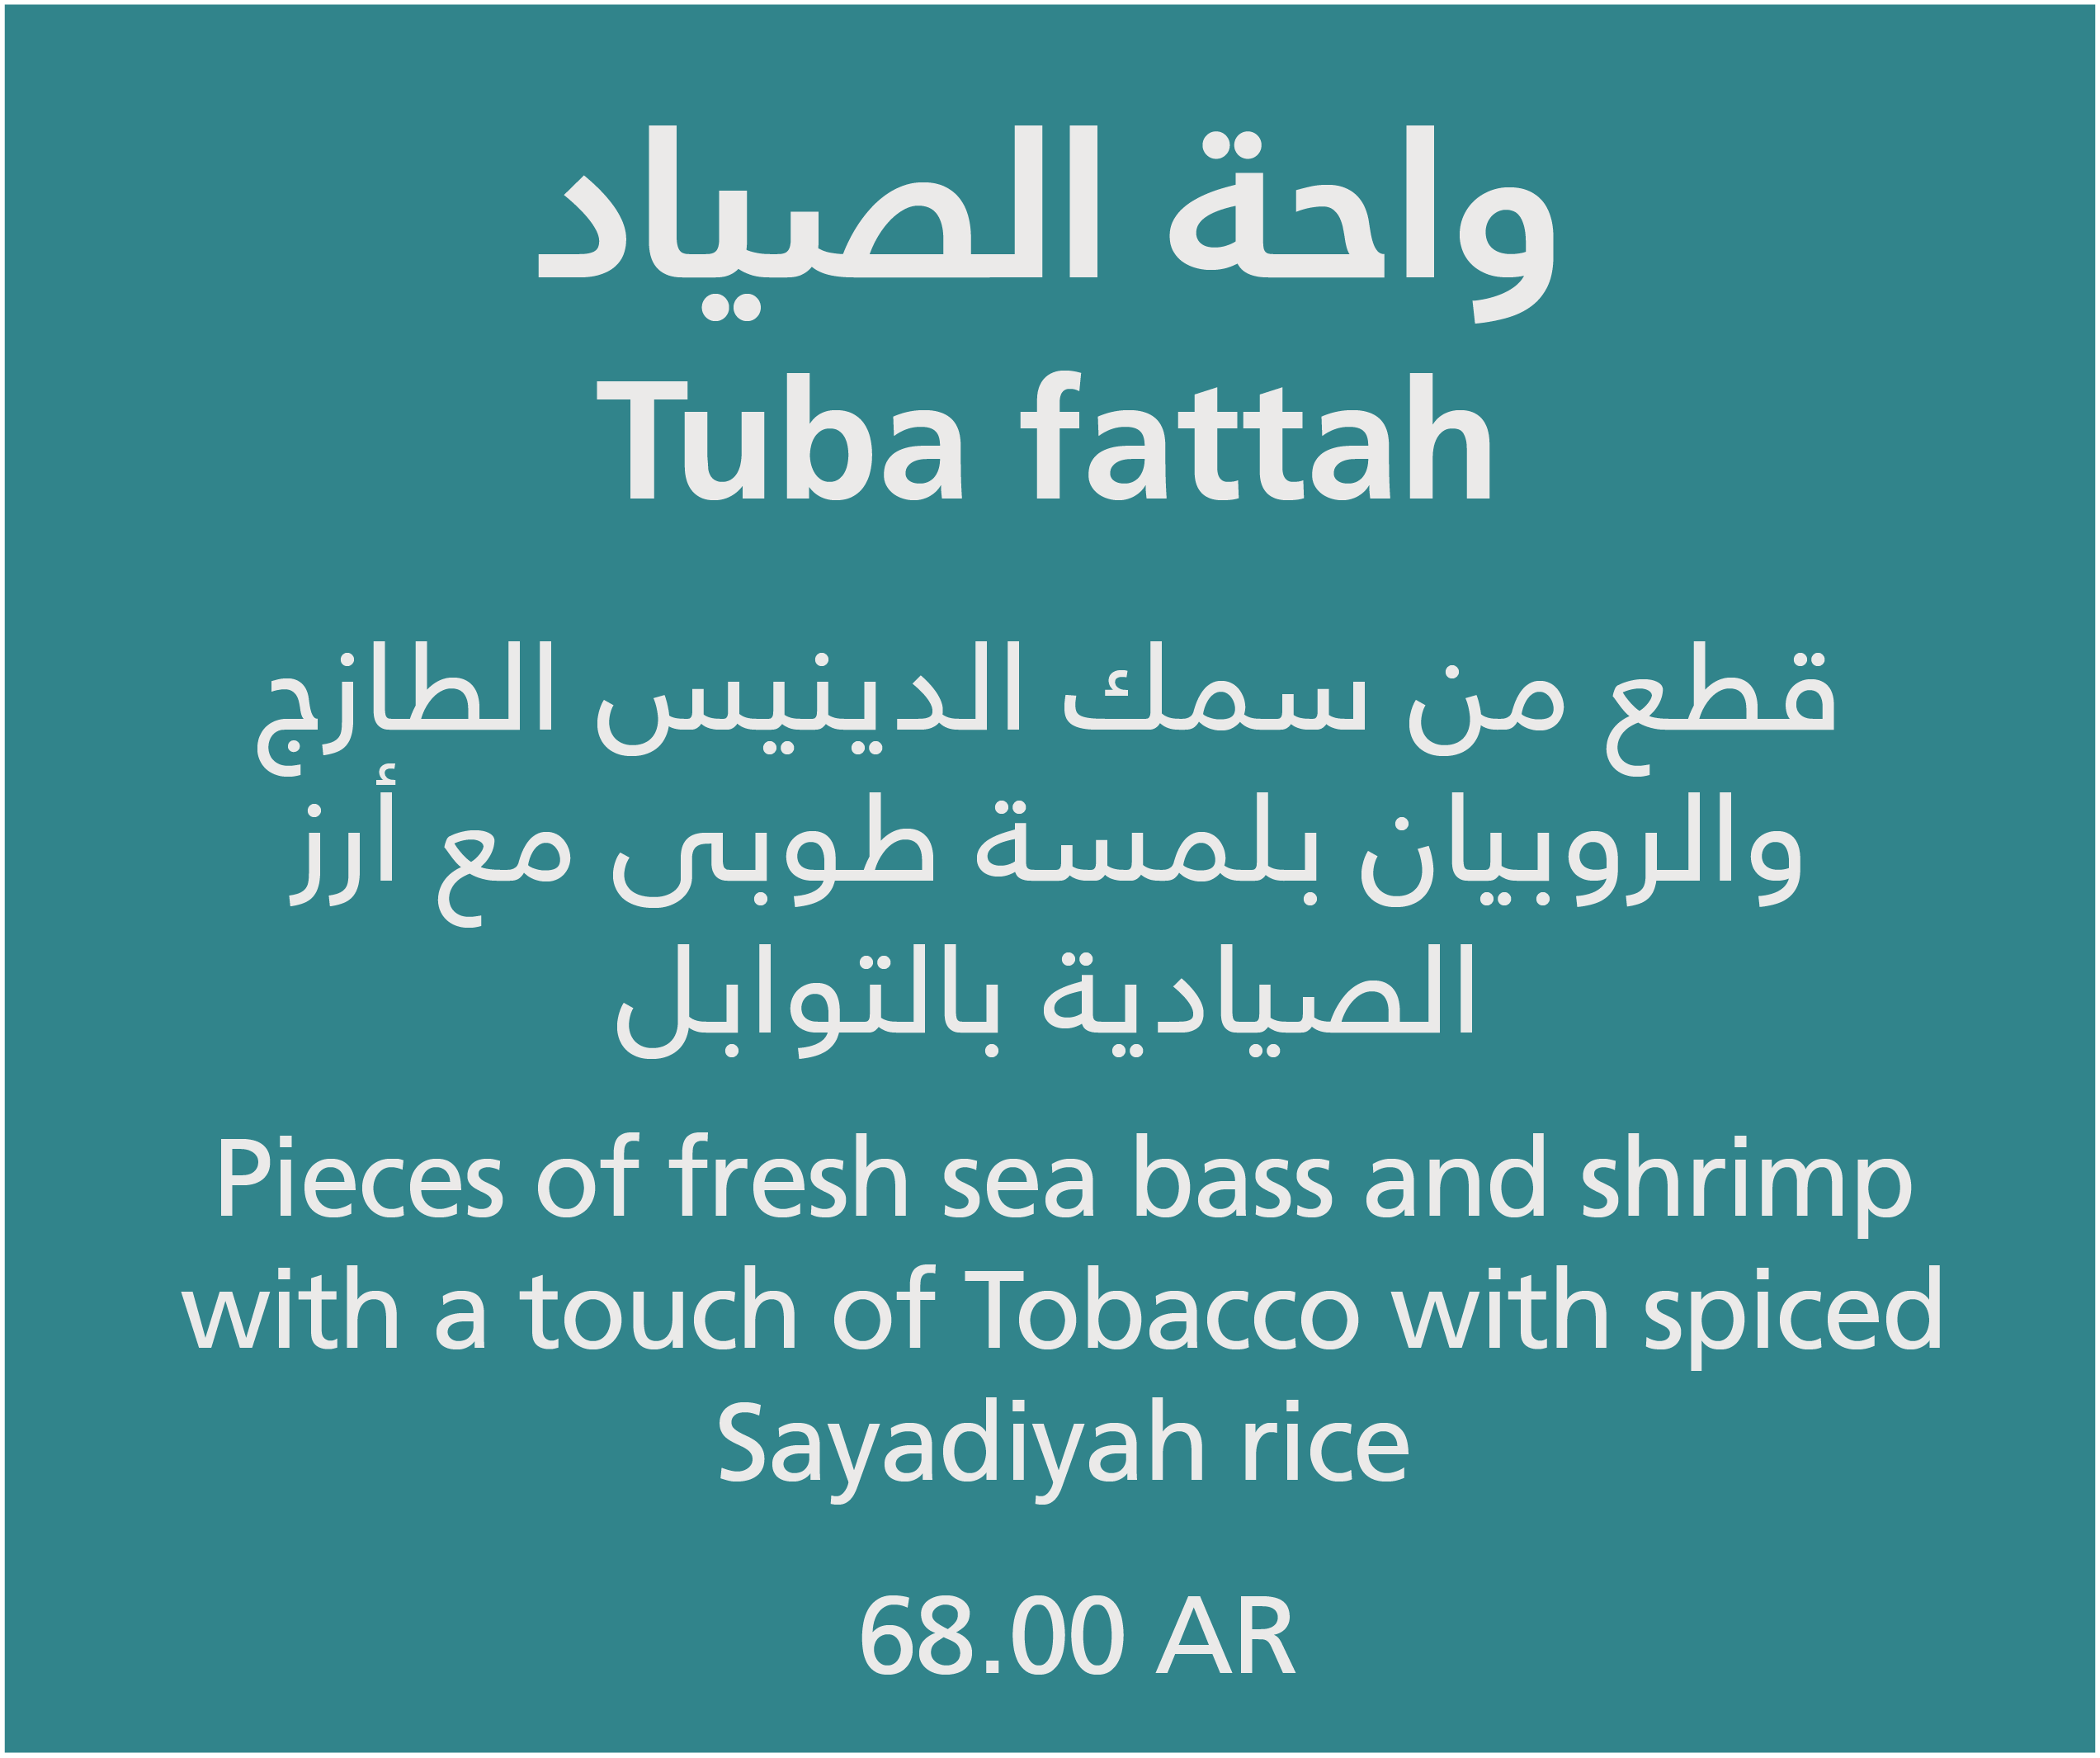 واحة الصياد
Tuba fattah
قطع من سمك الدينيس الطازج
والروبيان بلمسة طوبى مع أرز
الصيادية بالتوابل
Pieces of fresh sea bass and shrimp
with a touch of Tobacco with spiced
Sayadiyah rice
68.00 AR